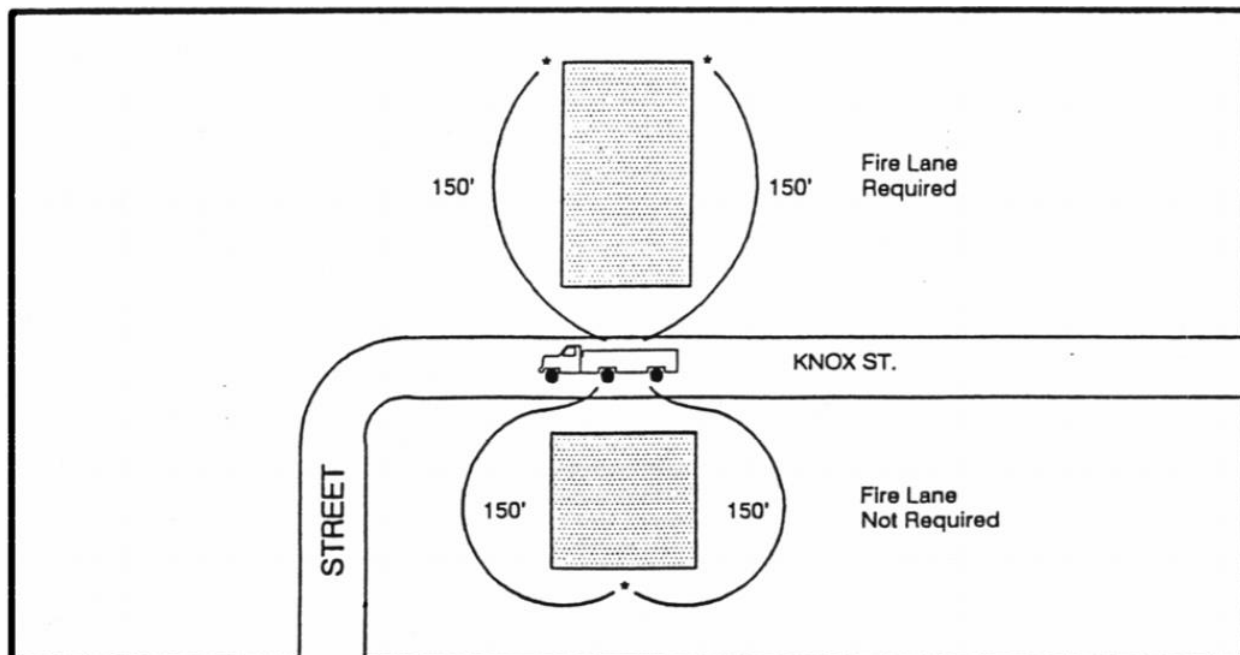 *
*
150'
150'
Fire Lane
Required
KNOX ST.
STREET
150'
150'
Fire Lane
Not Required
*